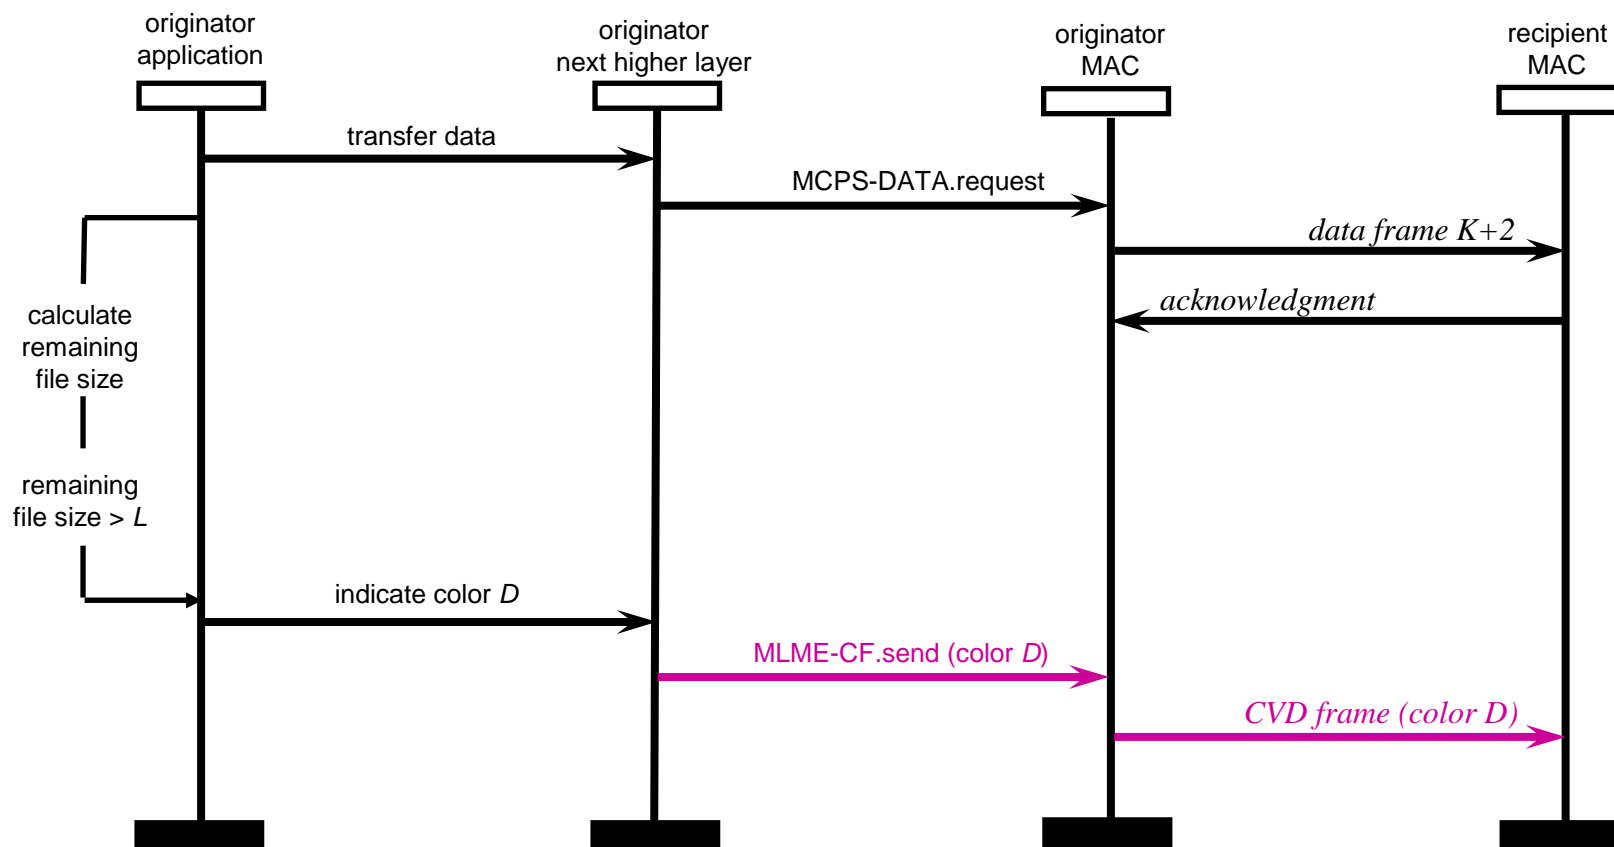 originator
application
originator
next higher layer
originator
MAC
recipient
MAC
transfer data
MCPS-DATA.request
data frame K+2
acknowledgment
calculate
remaining
file size
remaining
file size > L
indicate color D
MLME-CF.send (color D)
CVD frame (color D)